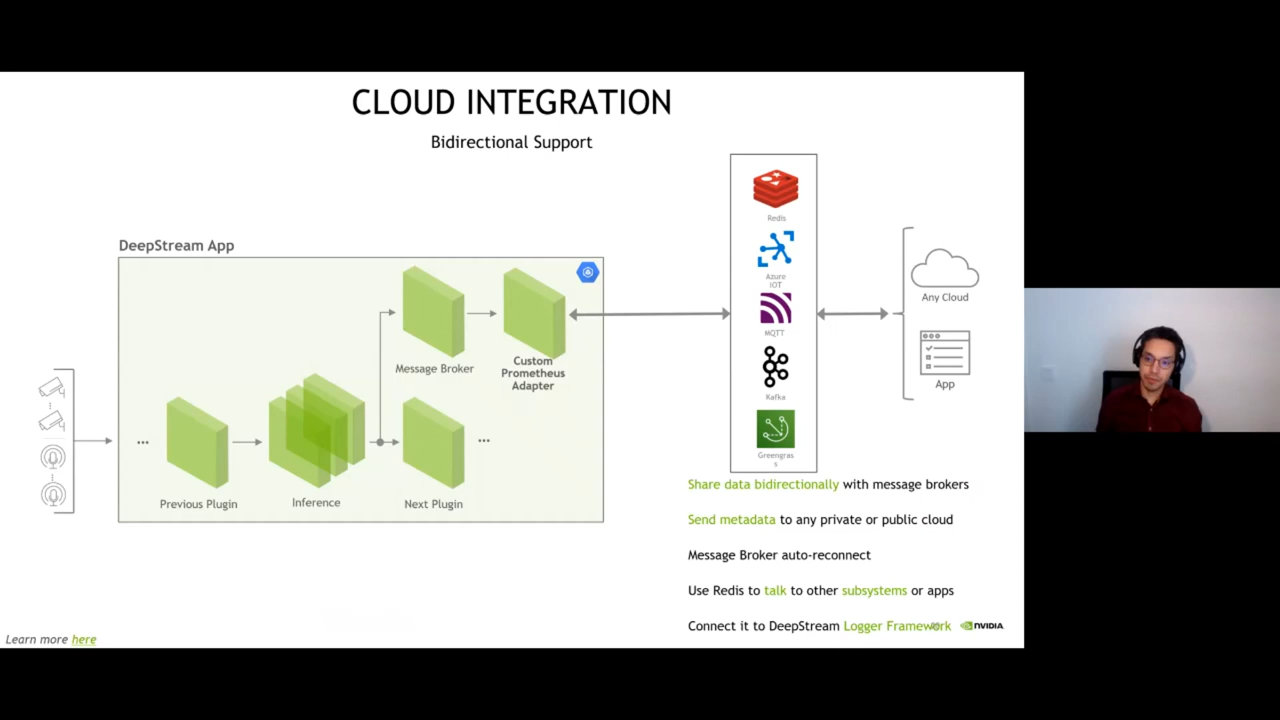 CLOUD INTEGRATION
Bidirectional Support
DeepStream App
...
Previous Plugin
Inference
Message Broker
Custom
Prometheus
Adapter
Next Plugin
...
Redis
Azure
IOT
MQTT
Kafka
Greengras
s
Any Cloud
App
Share data bidirectionally with message brokers
Send metadata to any private or public cloud
Message Broker auto-reconnect
Use Redis to talk to other subsystems or apps
Connect it to DeepStream Logger Framework
NVIDIA
Learn more here